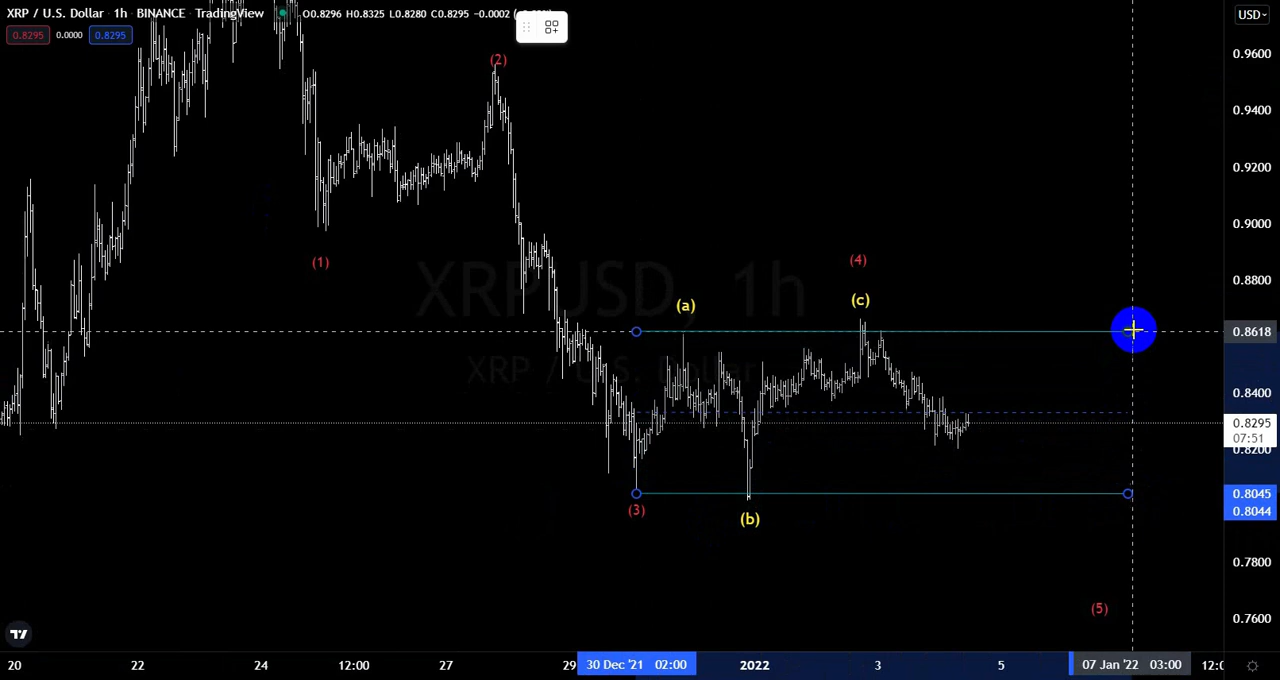 XRP / U.S. Dollar · 1h · BINANCE · TradingView O0.8296 H0.8325 L0.8280 C0.8295 -0.0002
USD
0.8295 0.0000 0.8295
0.9600
0.9400
0.9200
0.9000
0.8800
0.8618
0.8400
0.8295
07:51
0.8200
0.8045
0.8044
0.7800
0.7600
(2)
(1)
(4)
(c)
(a)
XRPUSD, 1h
XRP / U.S. Dollar
(3)
(b)
(5)
20 22 24 12:00 27 29 30 Dec '21 02:00 2022 3 5 07 Jan '22 03:00